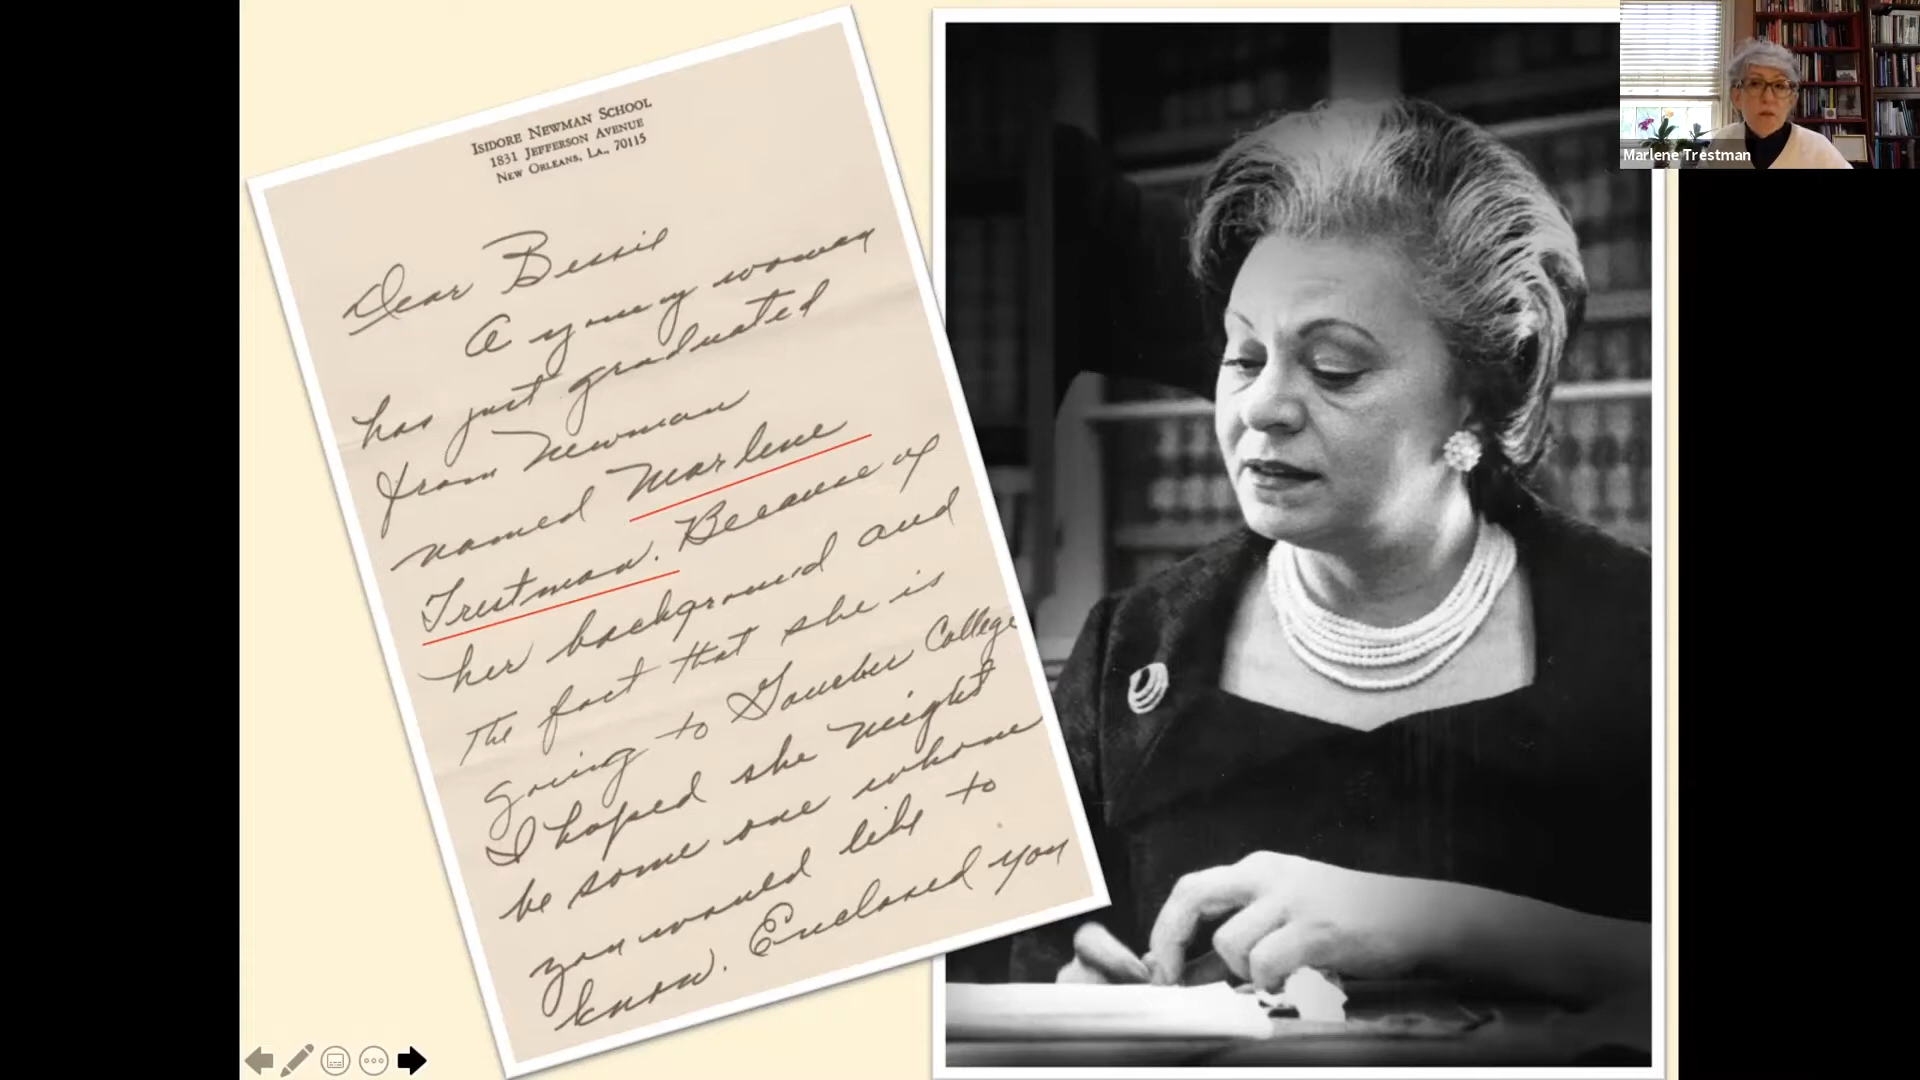 ISIDORE NEWMAN SCHOOL
1831 JEFFERSON AVENUE
NEW ORLEANS, LA., 70115
Dear Bessie
A young woman
has just graduated
from Newman
named Marlene
Trestman. Because of
her background and
the fact that she is
going to Goucher College
I hoped she might
be some one whome
you would like to
know. Enclosed you
Marlene Trestman